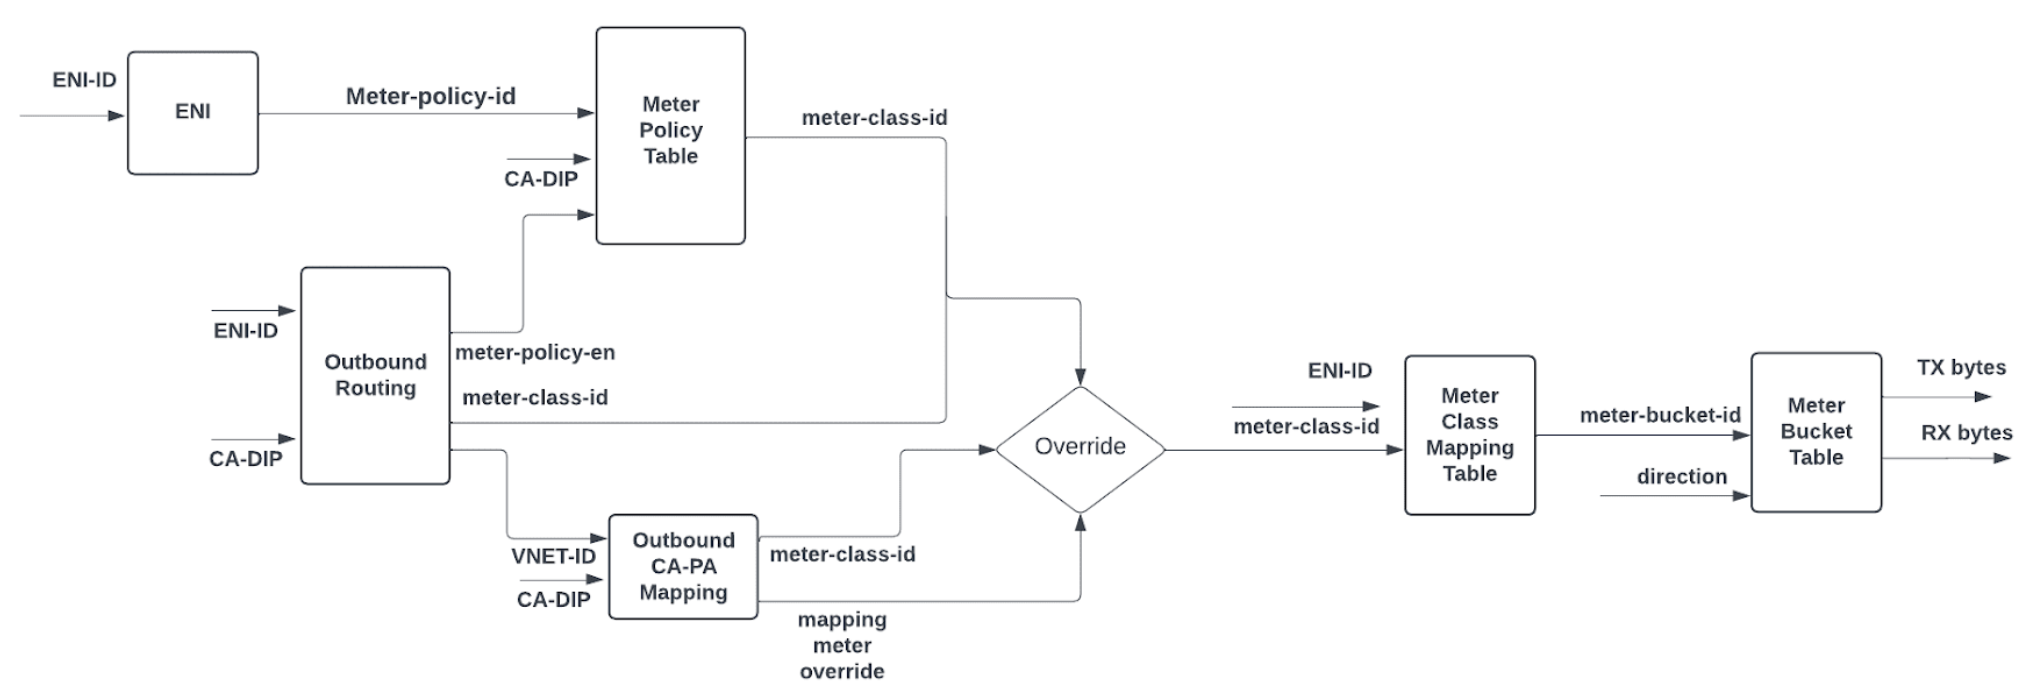 ENI-ID
ENI
Meter-policy-id
Meter
Policy
Table
CA-DIP
meter-class-id
ENI-ID
CA-DIP
Outbound
Routing
meter-policy-en
meter-class-id
VNET-ID
CA-DIP
Outbound
CA-PA
Mapping
meter-class-id
mapping
meter
override
Override
ENI-ID
meter-class-id
Meter
Class
Mapping
Table
meter-bucket-id
direction
Meter
Bucket
Table
TX bytes
RX bytes